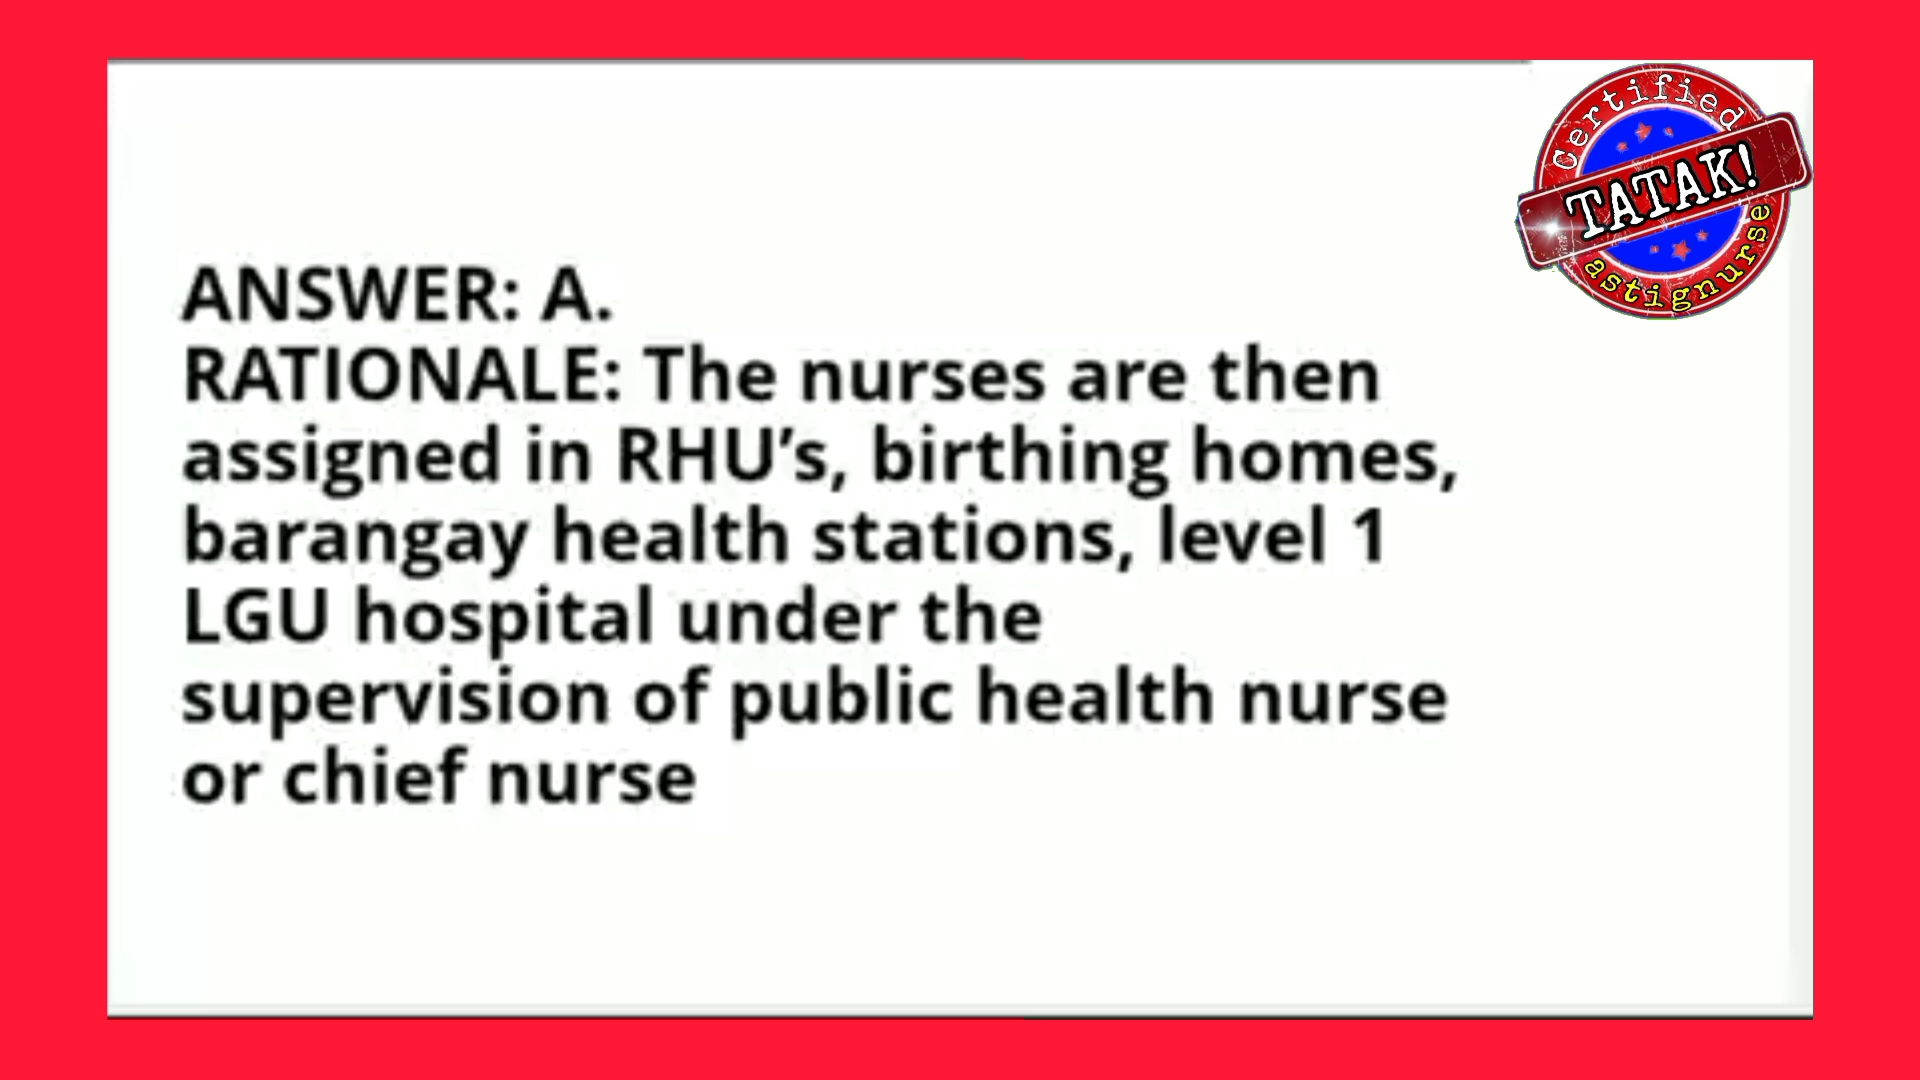 Certified
TATAK!
astignurse
ANSWER: A.
RATIONALE: The nurses are then
assigned in RHU’s, birthing homes,
barangay health stations, level 1
LGU hospital under the
supervision of public health nurse
or chief nurse